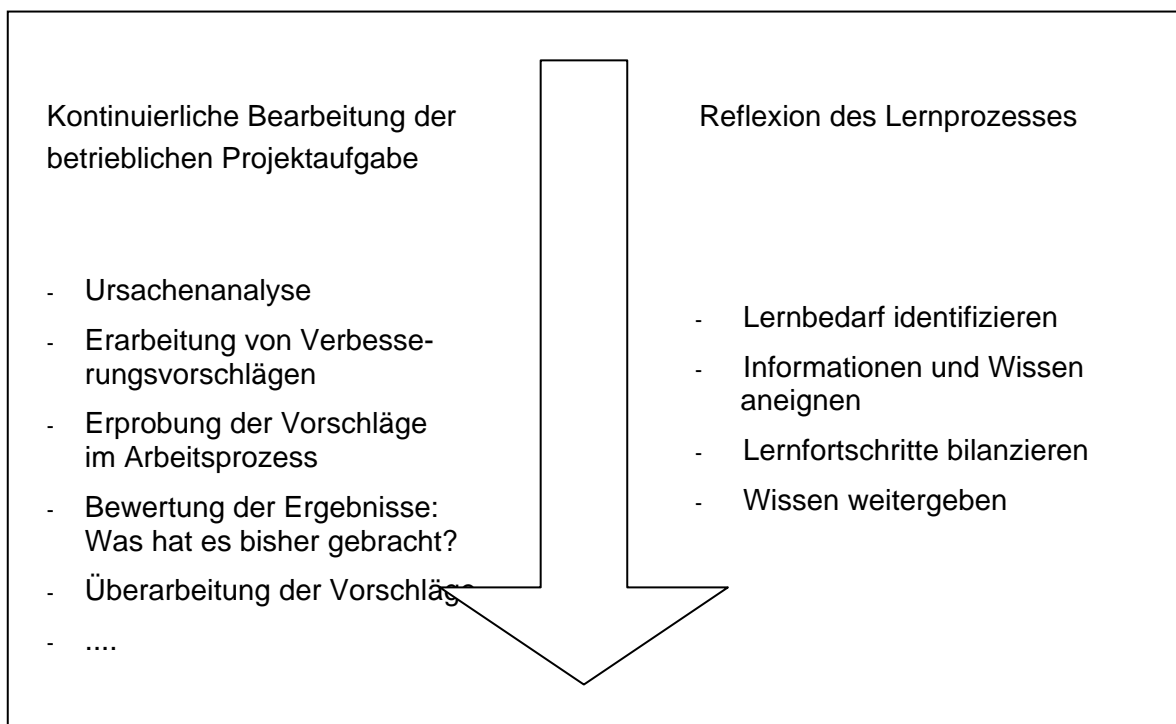 Kontinuierliche Bearbeitung der
betrieblichen Projektaufgabe
- Ursachenanalyse
- Erarbeitung von Verbesse-
rungsvorschlägen
- Erprobung der Vorschläge
im Arbeitsprozess
- Bewertung der Ergebnisse:
Was hat es bisher gebracht?
- Überarbeitung der Vorschläge
- ....
Reflexion des Lernprozesses
- Lernbedarf identifizieren
- Informationen und Wissen
aneignen
- Lernfortschritte bilanzieren
- Wissen weitergeben